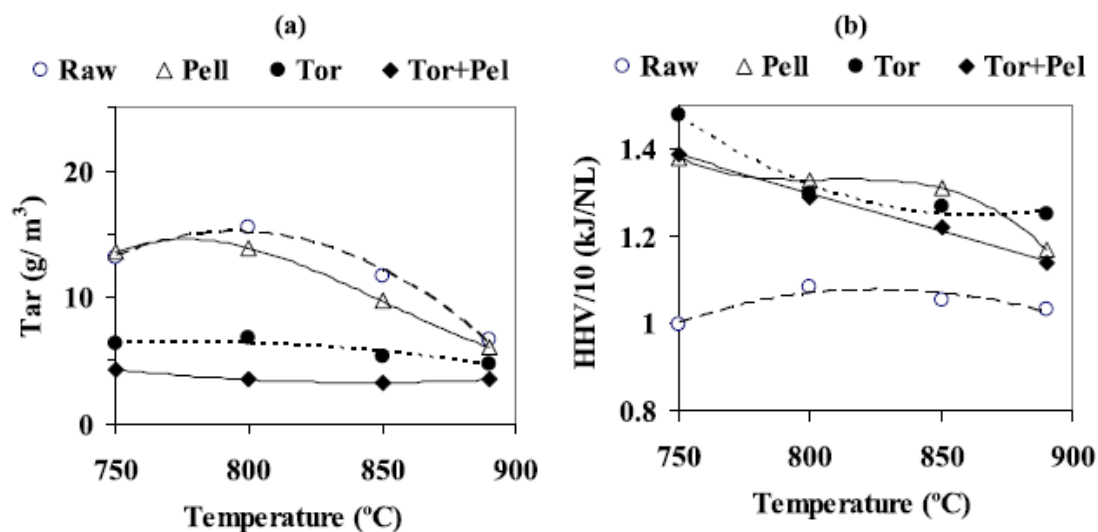 (a)
Raw Pell Tor Tor+Pel
Tar (g/ m³)
20
10
0
750 800 850 900
Temperature (ºC)
(b)
Raw Pell Tor Tor+Pel
HHV/10 (kJ/NL)
1.4
1.2
1
0.8
750 800 850 900
Temperature (ºC)